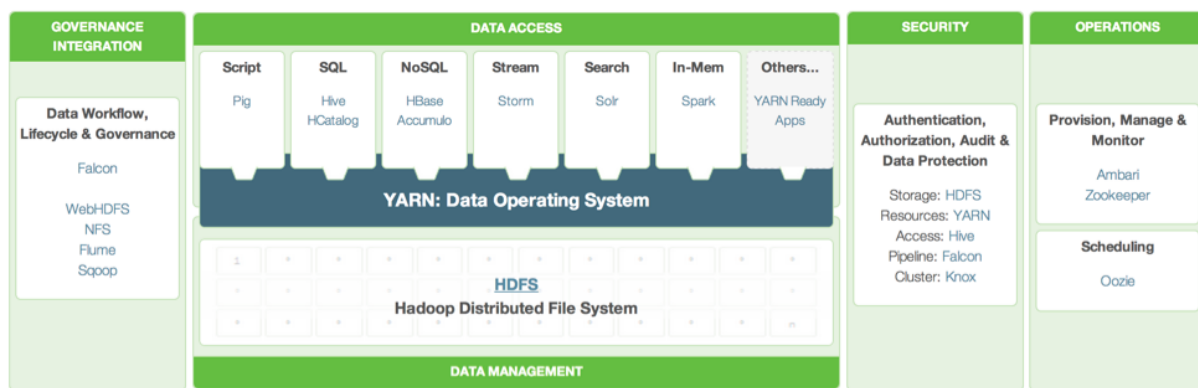 GOVERNANCE
INTEGRATION
Data Workflow,
Lifecycle & Governance
Falcon
WebHDFS
NFS
Flume
Sqoop
DATA ACCESS
Script
Pig
SQL
Hive
HCatalog
NoSQL
HBase
Accumulo
Stream
Storm
Search
Solr
In-Mem
Spark
Others...
YARN Ready
Apps
YARN: Data Operating System
1
HDFS
Hadoop Distributed File System
n
DATA MANAGEMENT
SECURITY
Authentication,
Authorization, Audit &
Data Protection
Storage: HDFS
Resources: YARN
Access: Hive
Pipeline: Falcon
Cluster: Knox
OPERATIONS
Provision, Manage &
Monitor
Ambari
Zookeeper
Scheduling
Oozie